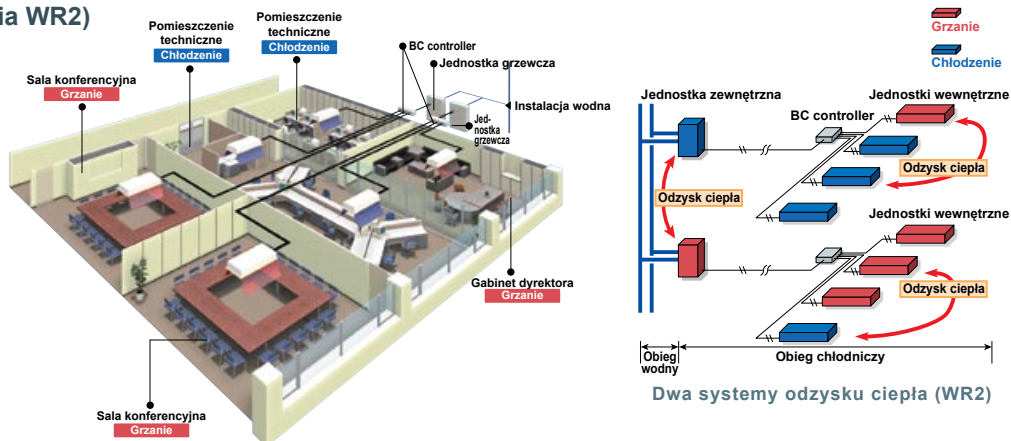 ia WR2)
Pomieszczenie
techniczne
Chłodzenie
Pomieszczenie
techniczne
Chłodzenie
Sala konferencyjna
Grzanie
BC controller
Jednostka grzewcza
Instalacja wodna
Jed-
nostka
grzewcza
Gabinet dyrektora
Grzanie
Sala konferencyjna
Grzanie
Grzanie
Chłodzenie
Jednostka zewnętrzna
Jednostki wewnętrzne
BC controller
Odzysk ciepła
Odzysk ciepła
Jednostki wewnętrzne
Odzysk ciepła
Obieg
wodny
Obieg chłodniczy
Dwa systemy odzysku ciepła (WR2)